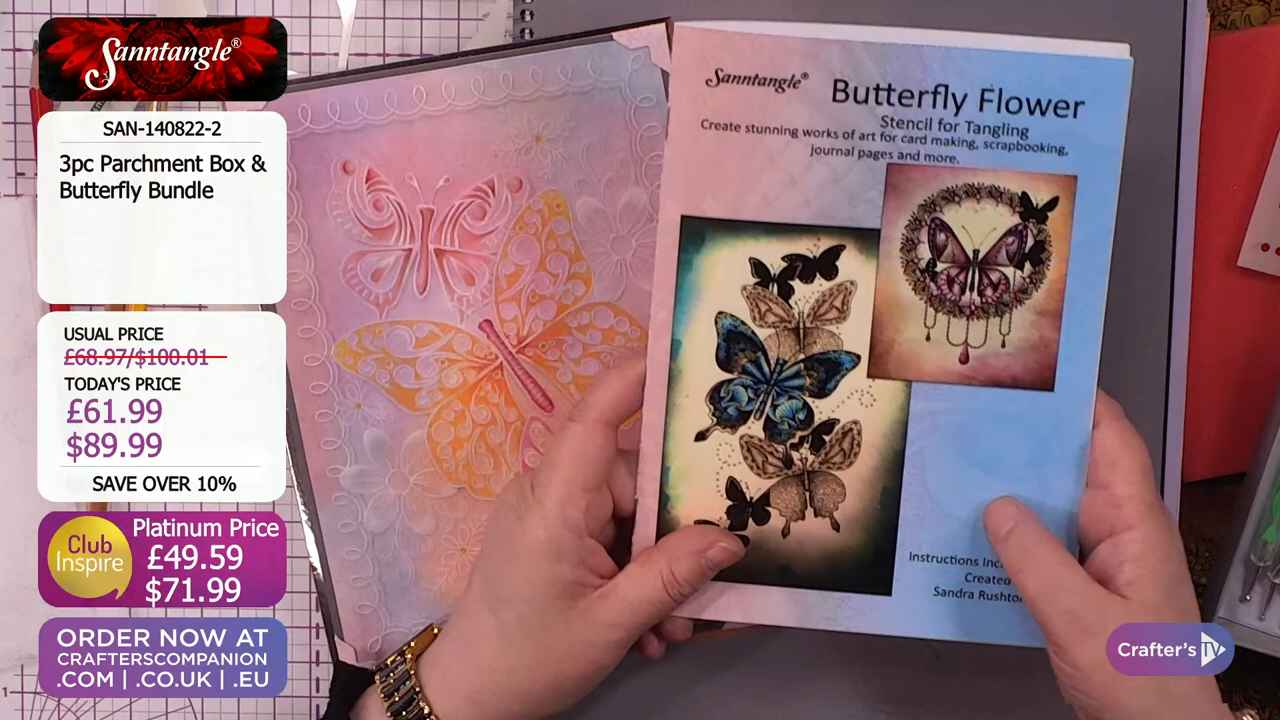 Sanntangle®
SAN-140822-2
3pc Parchment Box &
Butterfly Bundle
USUAL PRICE
£68.97/$100.01
TODAY'S PRICE
£61.99
$89.99
SAVE OVER 10%
Club
Inspire
Platinum Price
£49.59
$71.99
ORDER NOW AT
CRAFTERSCOMPANION
.COM | .CO.UK | .EU
Sanntangle®
Butterfly Flower
Stencil for Tangling
Create stunning works of art for card making, scrapbooking,
journal pages and more.
Instructions
Created
Sandra
Crafter's TV